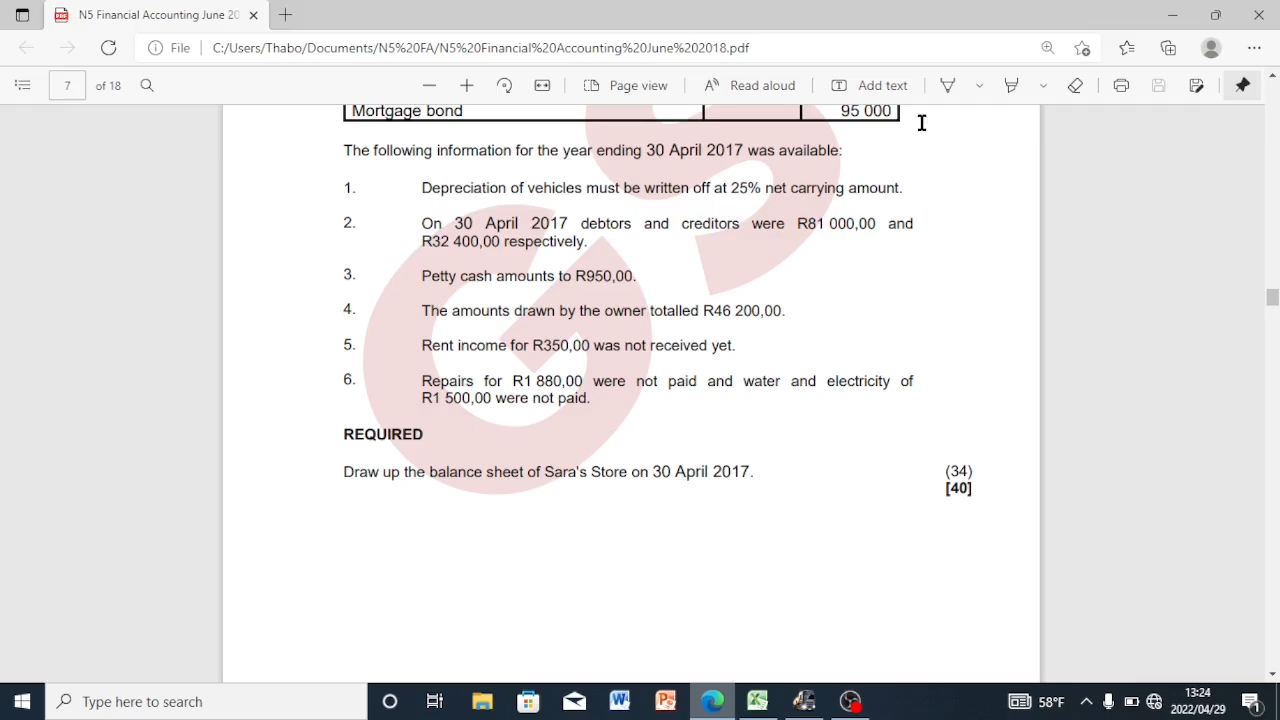 N5 Financial Accounting June 20
File
C:/Users/Thabo/Documents/N5%20FA/N5%20Financial%20Accounting%20June%202018.pdf
7 of 18
Page view
Read aloud
Add text
Mortgage bond 95 000
The following information for the year ending 30 April 2017 was available:
1. Depreciation of vehicles must be written off at 25% net carrying amount.
2. On 30 April 2017 debtors and creditors were R81 000,00 and
R32 400,00 respectively.
3. Petty cash amounts to R950,00.
4. The amounts drawn by the owner totalled R46 200,00.
5. Rent income for R350,00 was not received yet.
6. Repairs for R1 880,00 were not paid and water and electricity of
R1 500,00 were not paid.
REQUIRED
Draw up the balance sheet of Sara's Store on 30 April 2017. (34)
[40]
GS
Type here to search
58°F
13:24
2022/04/29
1